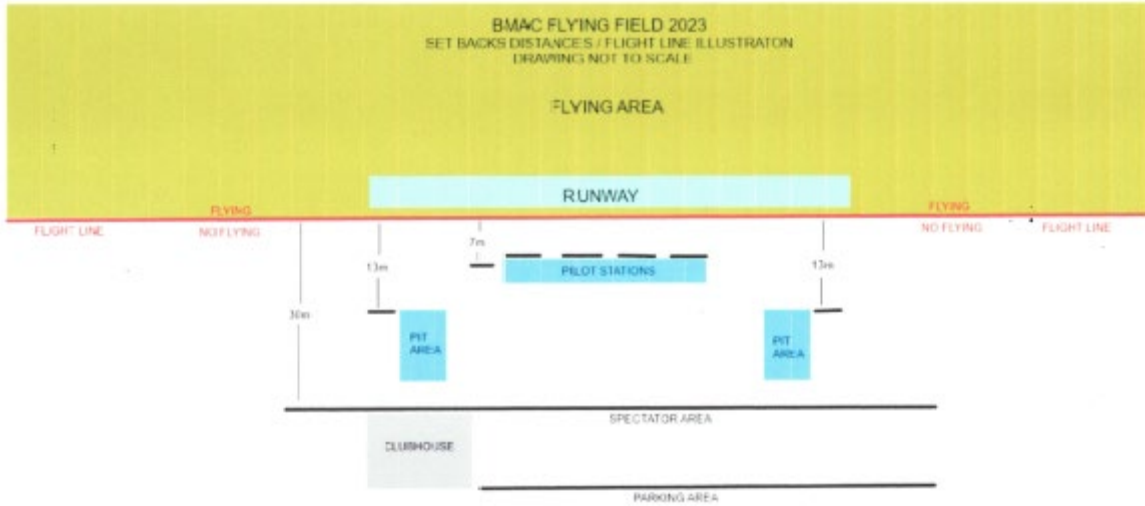 BMAC FLYING FIELD 2023
SET BACKS DISTANCES / FLIGHT LINE ILLUSTRATON
DRAWING NOT TO SCALE
FLYING AREA
RUNWAY
FLYING
FLYING
FLIGHT LINE
NO FLYING
NO FLYING
FLIGHT LINE
7m
13m
13m
PILOT STATIONS
30m
PIT
AREA
PIT
AREA
SPECTATOR AREA
CLUBHOUSE
PARKING AREA